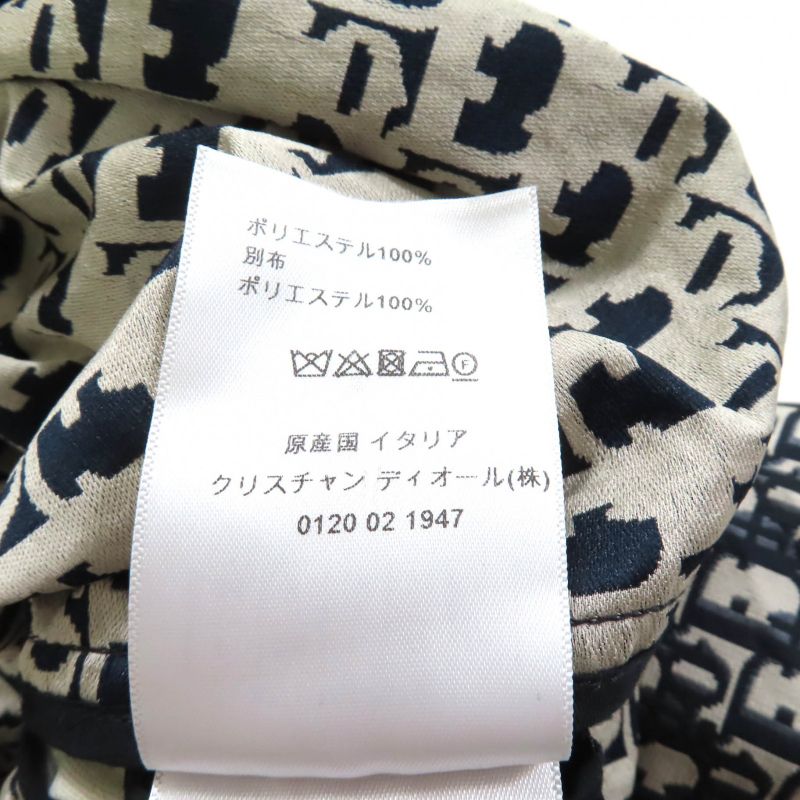 ポリエステル100%
別布
ポリエステル100%
F
原産国 イタリア
クリスチャン ディオール(株)
0120 02 1947